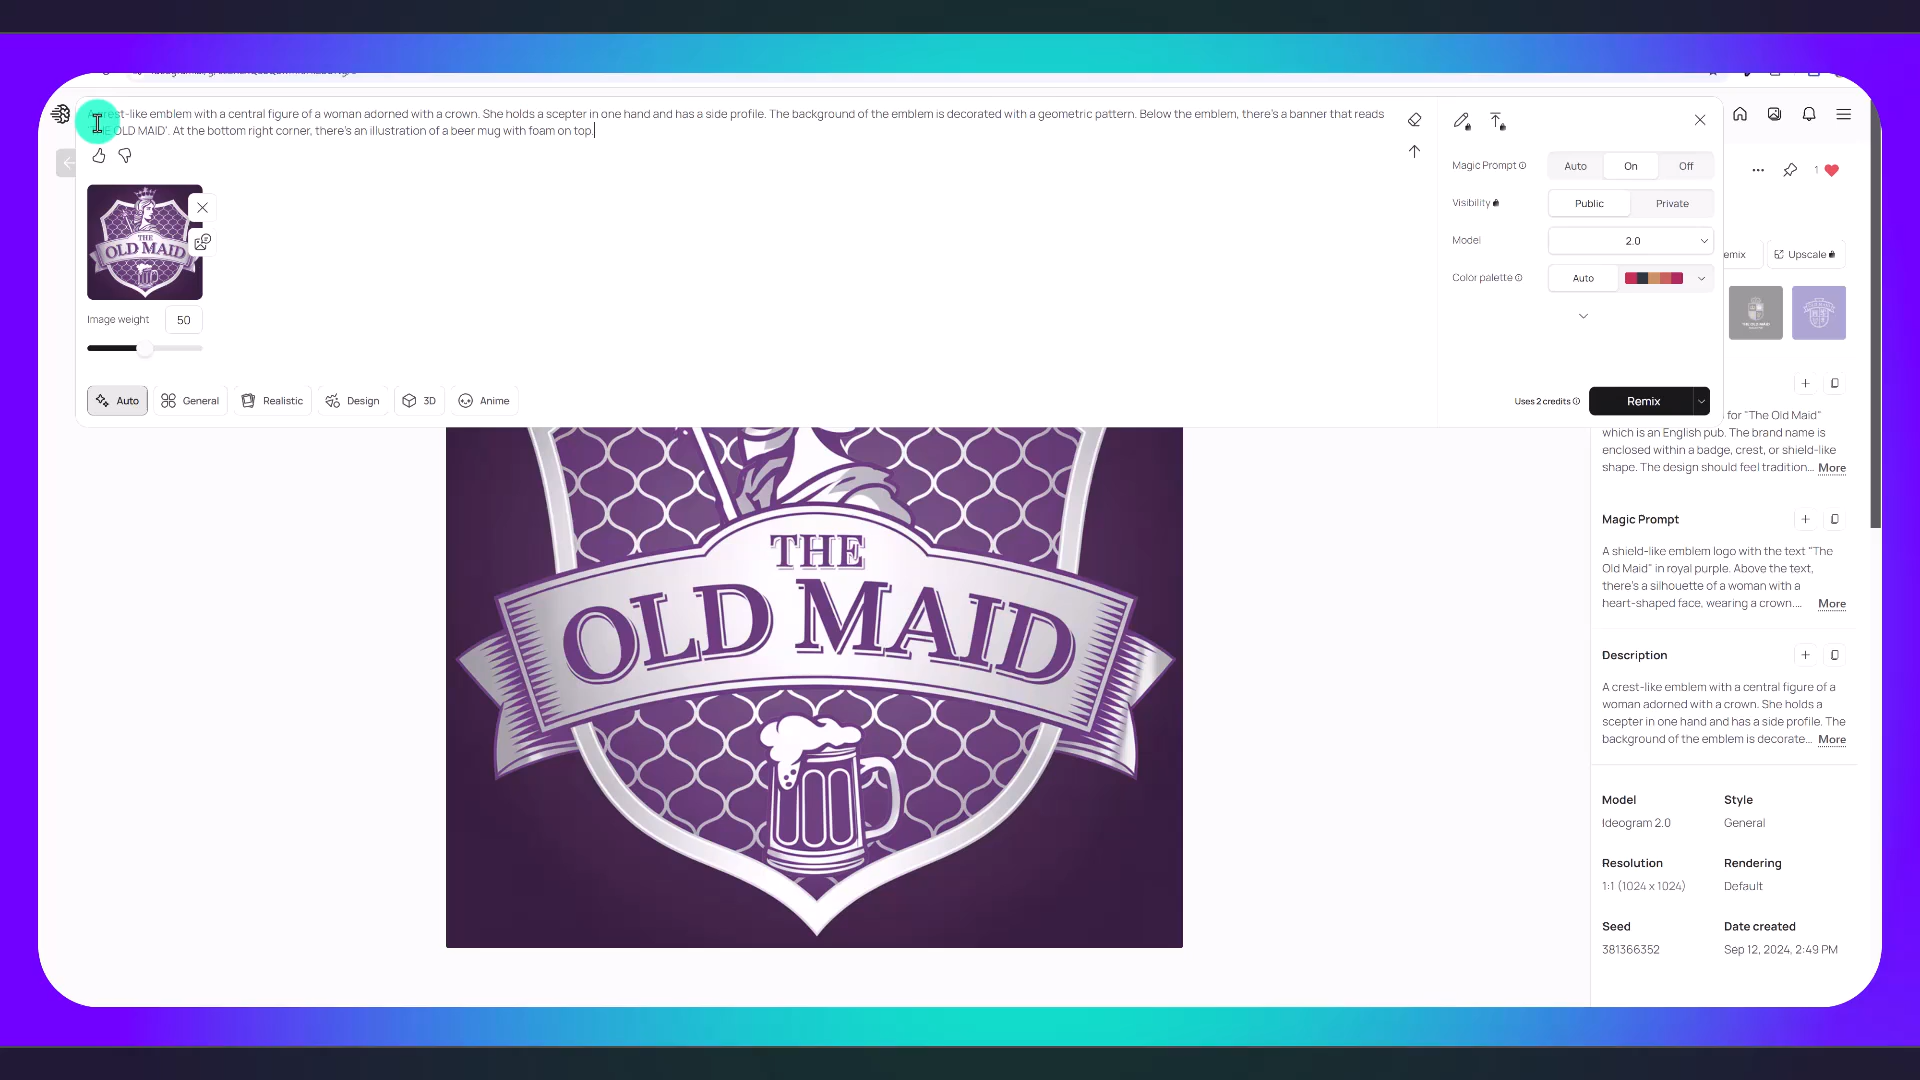 crest-like emblem with a central figure of a woman adorned with a crown. She holds a scepter in one hand and has a side profile. The background of the emblem is decorated with a geometric pattern. Below the emblem, there's a banner that reads
OLD MAID'. At the bottom right corner, there's an illustration of a beer mug with foam on top.
Magic Prompt
Auto
On
Off
Visibility
Public
Private
Model
2.0
Color palette
Auto
THE
OLD MAID
Image weight
50
Auto
General
Realistic
Design
3D
Anime
Uses 2 credits
Remix
1
Upscale
THE OLD MAID
OLD MAID
for "The Old Maid"
which is an English pub. The brand name is
enclosed within a badge, crest, or shield-like
shape. The design should feel tradition... More
Magic Prompt
A shield-like emblem logo with the text "The
Old Maid" in royal purple. Above the text,
there's a silhouette of a woman with a
heart-shaped face, wearing a crown.... More
Description
A crest-like emblem with a central figure of a
woman adorned with a crown. She holds a
scepter in one hand and has a side profile. The
background of the emblem is decorate... More
Model
Style
Ideogram 2.0
General
Resolution
Rendering
1:1 (1024 x 1024)
Default
Seed
Date created
381366352
Sep 12, 2024, 2:49 PM
THE
OLD MAID